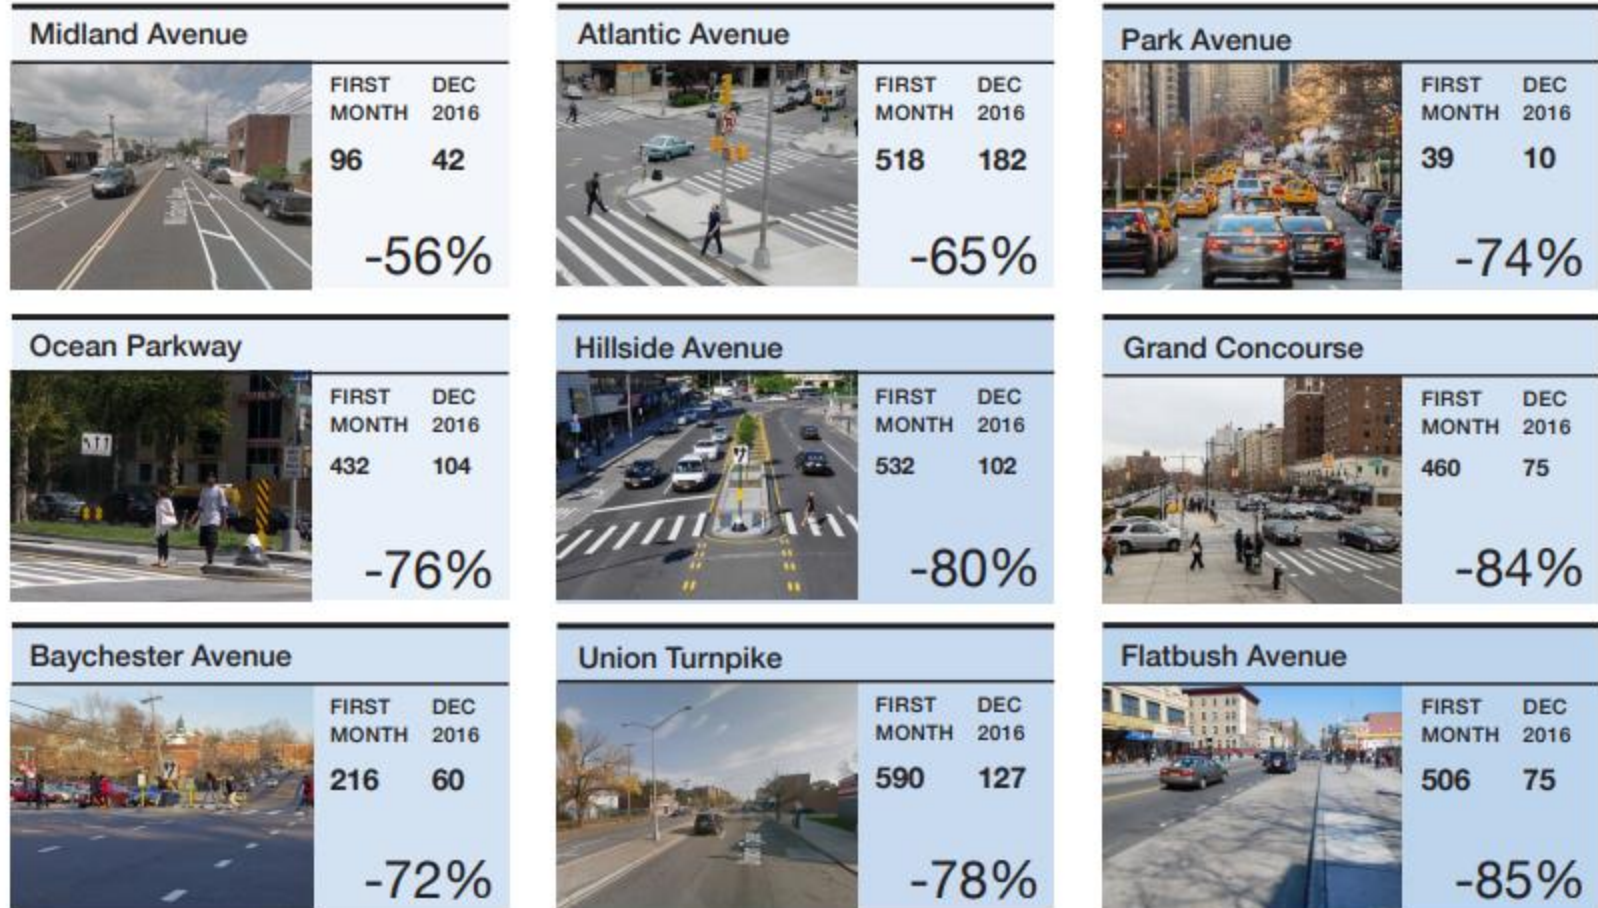 Midland Avenue
FIRST DEC
MONTH 2016
96 42
-56%
Atlantic Avenue
FIRST DEC
MONTH 2016
518 182
-65%
Park Avenue
FIRST DEC
MONTH 2016
39 10
-74%
Ocean Parkway
FIRST DEC
MONTH 2016
432 104
-76%
Hillside Avenue
FIRST DEC
MONTH 2016
532 102
-80%
Grand Concourse
FIRST DEC
MONTH 2016
460 75
-84%
Baychester Avenue
FIRST DEC
MONTH 2016
216 60
-72%
Union Turnpike
FIRST DEC
MONTH 2016
590 127
-78%
Flatbush Avenue
FIRST DEC
MONTH 2016
506 75
-85%